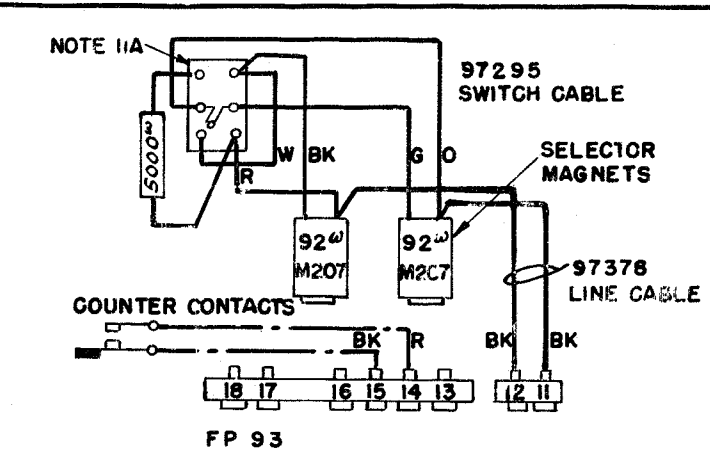 NOTE 11A
97295
SWITCH CABLE
5000ω
W BK G O
R
SELECTOR
MAGNETS
92ω
M207
92ω
M2C7
97378
LINE CABLE
COUNTER CONTACTS
BK R BK BK
18 17 16 15 14 13 12 11
FP 93